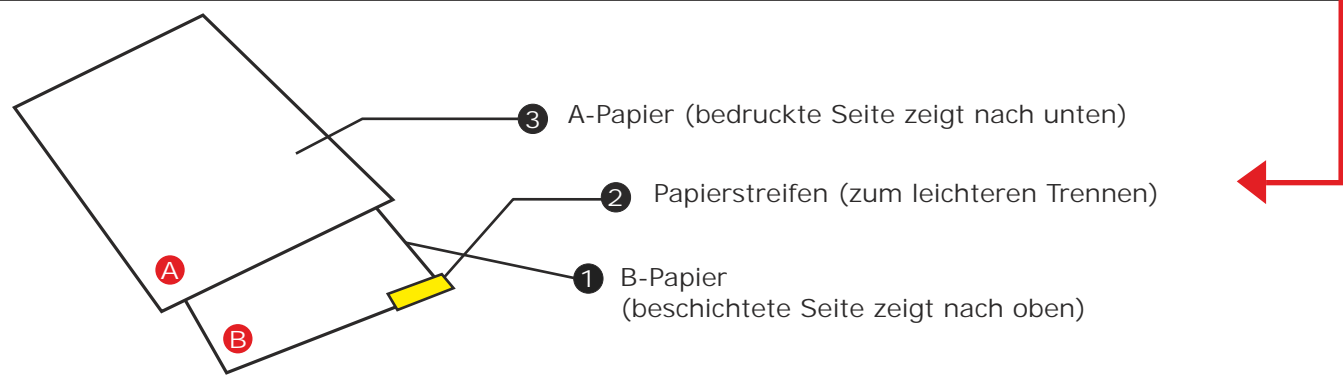 3 A-Papier (bedruckte Seite zeigt nach unten)
2 Papierstreifen (zum leichteren Trennen)
A
1 B-Papier
(beschichtete Seite zeigt nach oben)
B